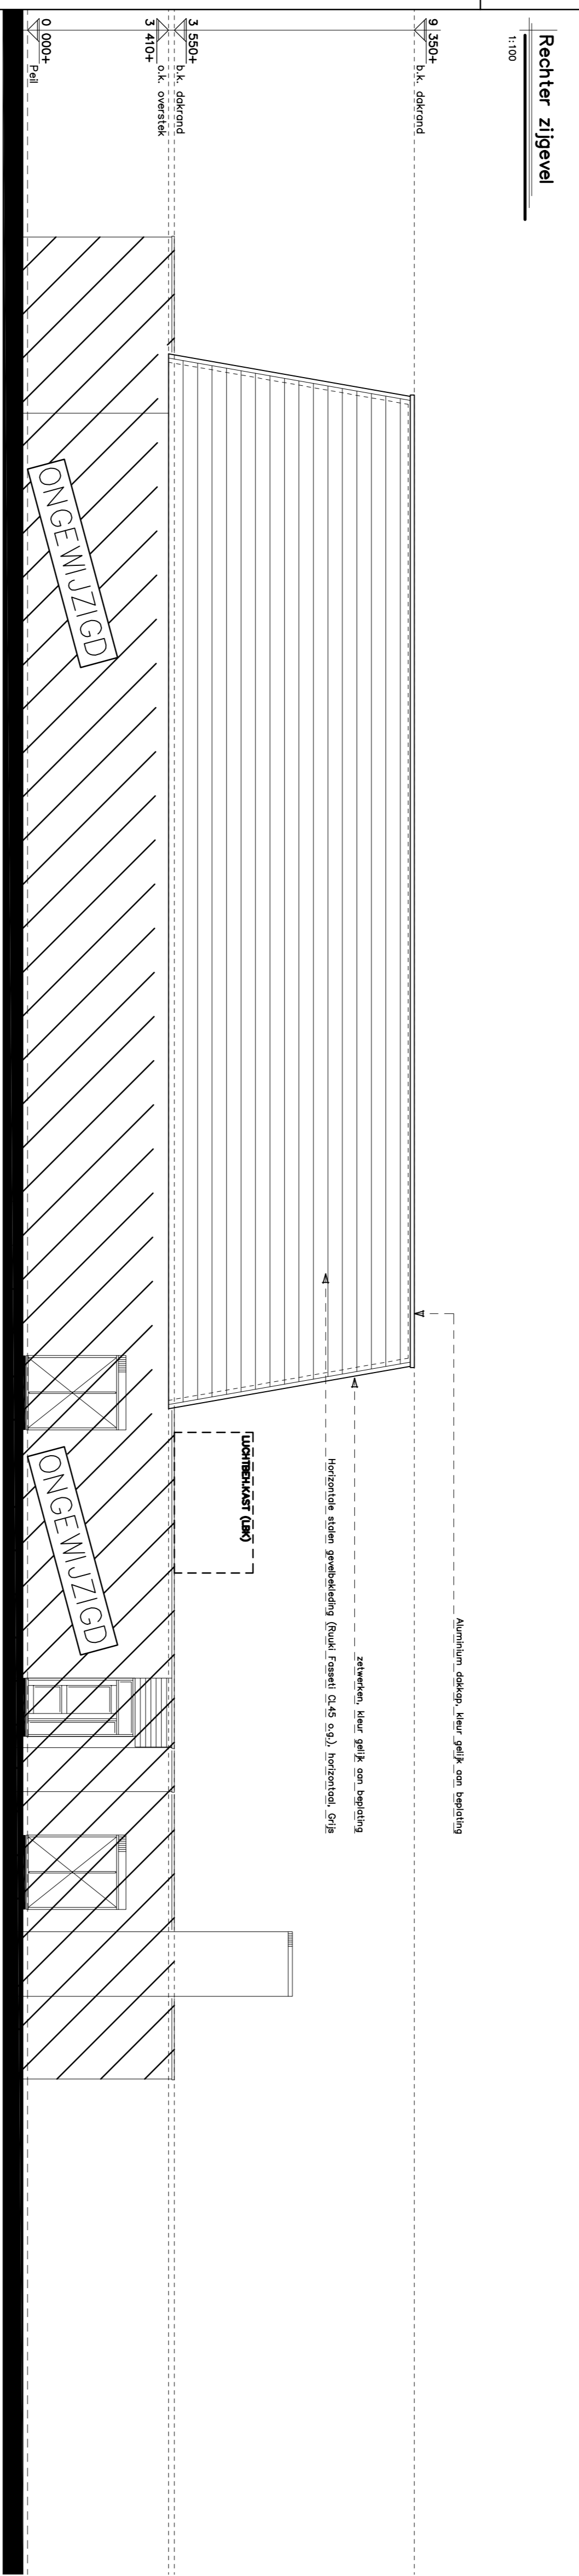 Rechter zijgevel
1:100
9 350+
b.k. dakrand
3 550+
b.k. dakrand
3 410+
o.k. overstek
0 000+
Peil
Aluminium dakkap, kleur gelijk aan beplating
zetwerken, kleur gelijk aan beplating
Horizontale stalen gevelbekleding (Ruuki Fasseti CL45 o.g.), horizontaal, Grijs
LUCHTBEH.KAST (LBK)
ONGEWIJZIGD
ONGEWIJZIGD